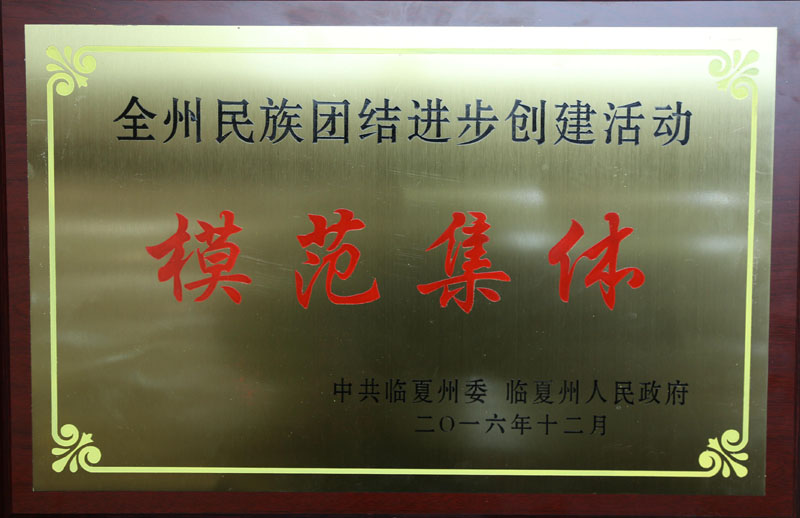 全州民族团结进步创建活动
模范集体
中共临夏州委 临夏州人民政府
二〇一六年十二月